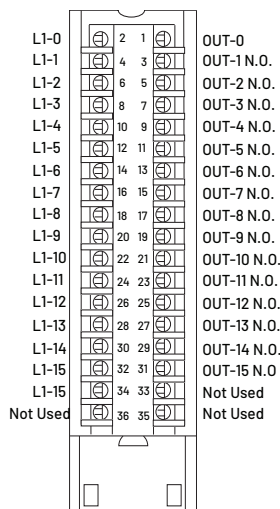 L1-0 2 1 OUT-0
L1-1 4 3 OUT-1 N.O.
L1-2 6 5 OUT-2 N.O.
L1-3 8 7 OUT-3 N.O.
L1-4 10 9 OUT-4 N.O.
L1-5 12 11 OUT-5 N.O.
L1-6 14 13 OUT-6 N.O.
L1-7 16 15 OUT-7 N.O.
L1-8 18 17 OUT-8 N.O.
L1-9 20 19 OUT-9 N.O.
L1-10 22 21 OUT-10 N.O.
L1-11 24 23 OUT-11 N.O.
L1-12 26 25 OUT-12 N.O.
L1-13 28 27 OUT-13 N.O.
L1-14 30 29 OUT-14 N.O.
L1-15 32 31 OUT-15 N.O
L1-15 34 33 Not Used
Not Used 36 35 Not Used